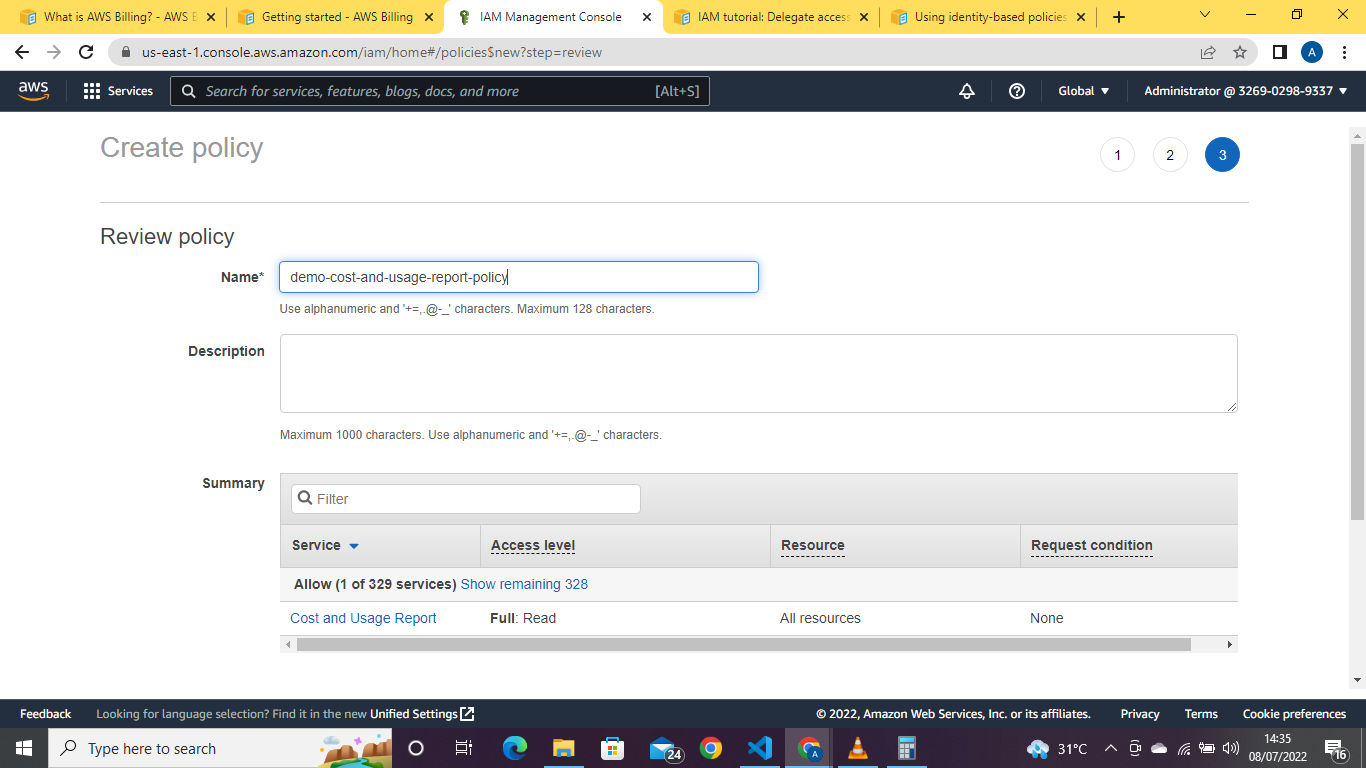 What is AWS Billing? - AWS B
Getting started - AWS Billing
IAM Management Console
IAM tutorial: Delegate access
Using identity-based policies
us-east-1.console.aws.amazon.com/iam/home#/policies$new?step=review
A
aws
Services
Search for services, features, blogs, docs, and more
[Alt+S]
Global
Administrator @ 3269-0298-9337
Create policy
1
2
3
Review policy
Name*
demo-cost-and-usage-report-policy
Use alphanumeric and '+=,.@-_' characters. Maximum 128 characters.
Description
Maximum 1000 characters. Use alphanumeric and '+=,.@-_' characters.
Summary
Filter
Service
Access level
Resource
Request condition
Allow (1 of 329 services) Show remaining 328
Cost and Usage Report
Full: Read
All resources
None
Feedback
Looking for language selection? Find it in the new Unified Settings
© 2022, Amazon Web Services, Inc. or its affiliates.
Privacy
Terms
Cookie preferences
Type here to search
24
A
31°C
14:35
08/07/2022
16